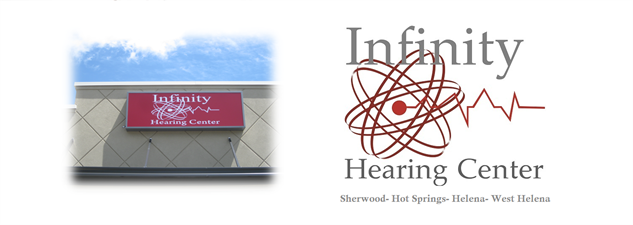 Infinity
Hearing Center
Infinity
Hearing Center
Sherwood- Hot Springs- Helena- West Helena